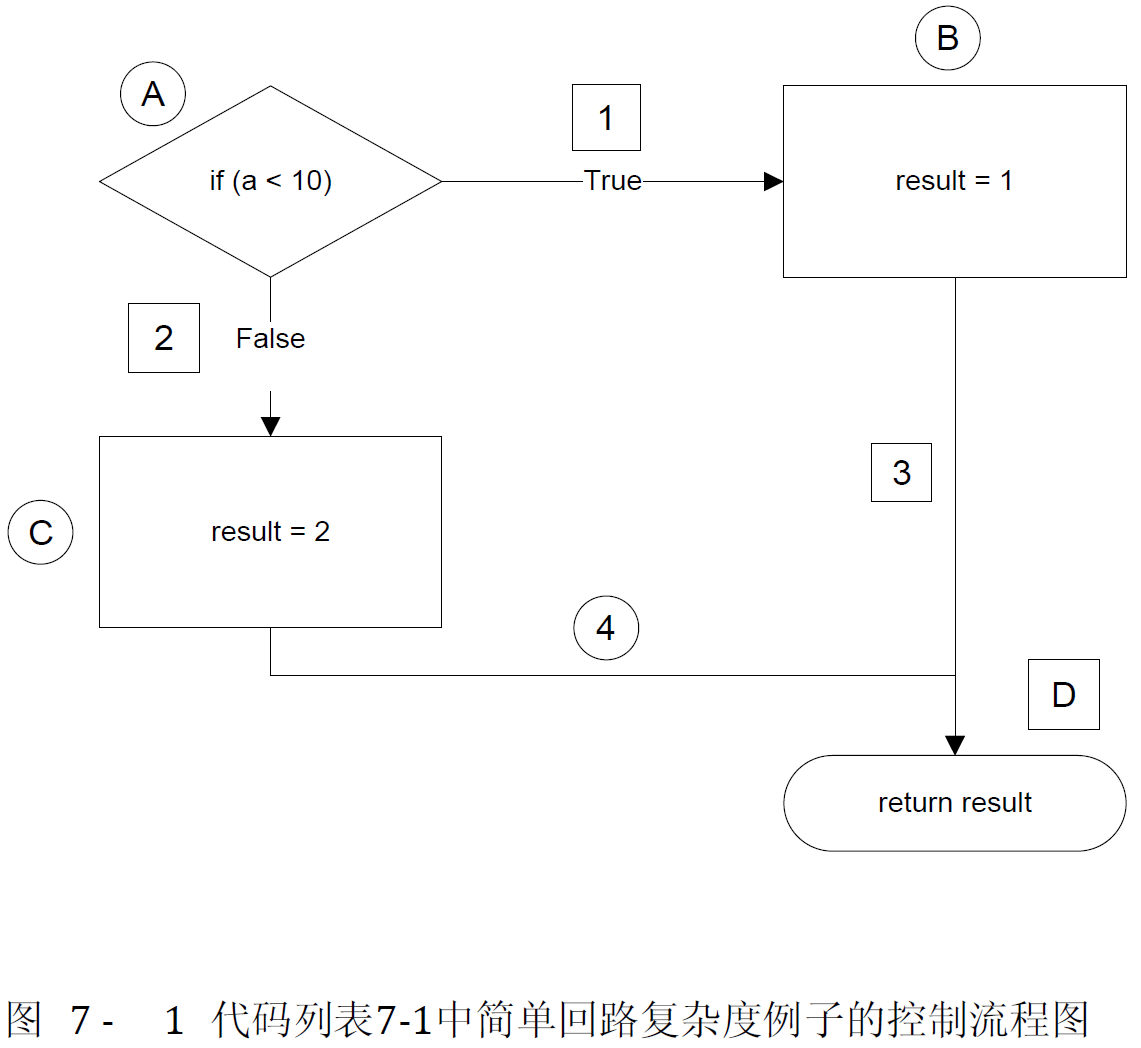 B
A
1
if (a < 10)
True
result = 1
2
False
3
C
result = 2
4
D
return result
图 7 - 1 代码列表7-1中简单回路复杂度例子的控制流程图